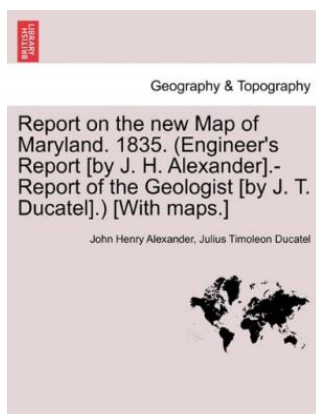 BRITISH
LIBRARY
Geography & Topography
Report on the new Map of
Maryland. 1835. (Engineer's
Report [by J. H. Alexander].-
Report of the Geologist [by J. T.
Ducatel].) [With maps.]
John Henry Alexander, Julius Timoleon Ducatel